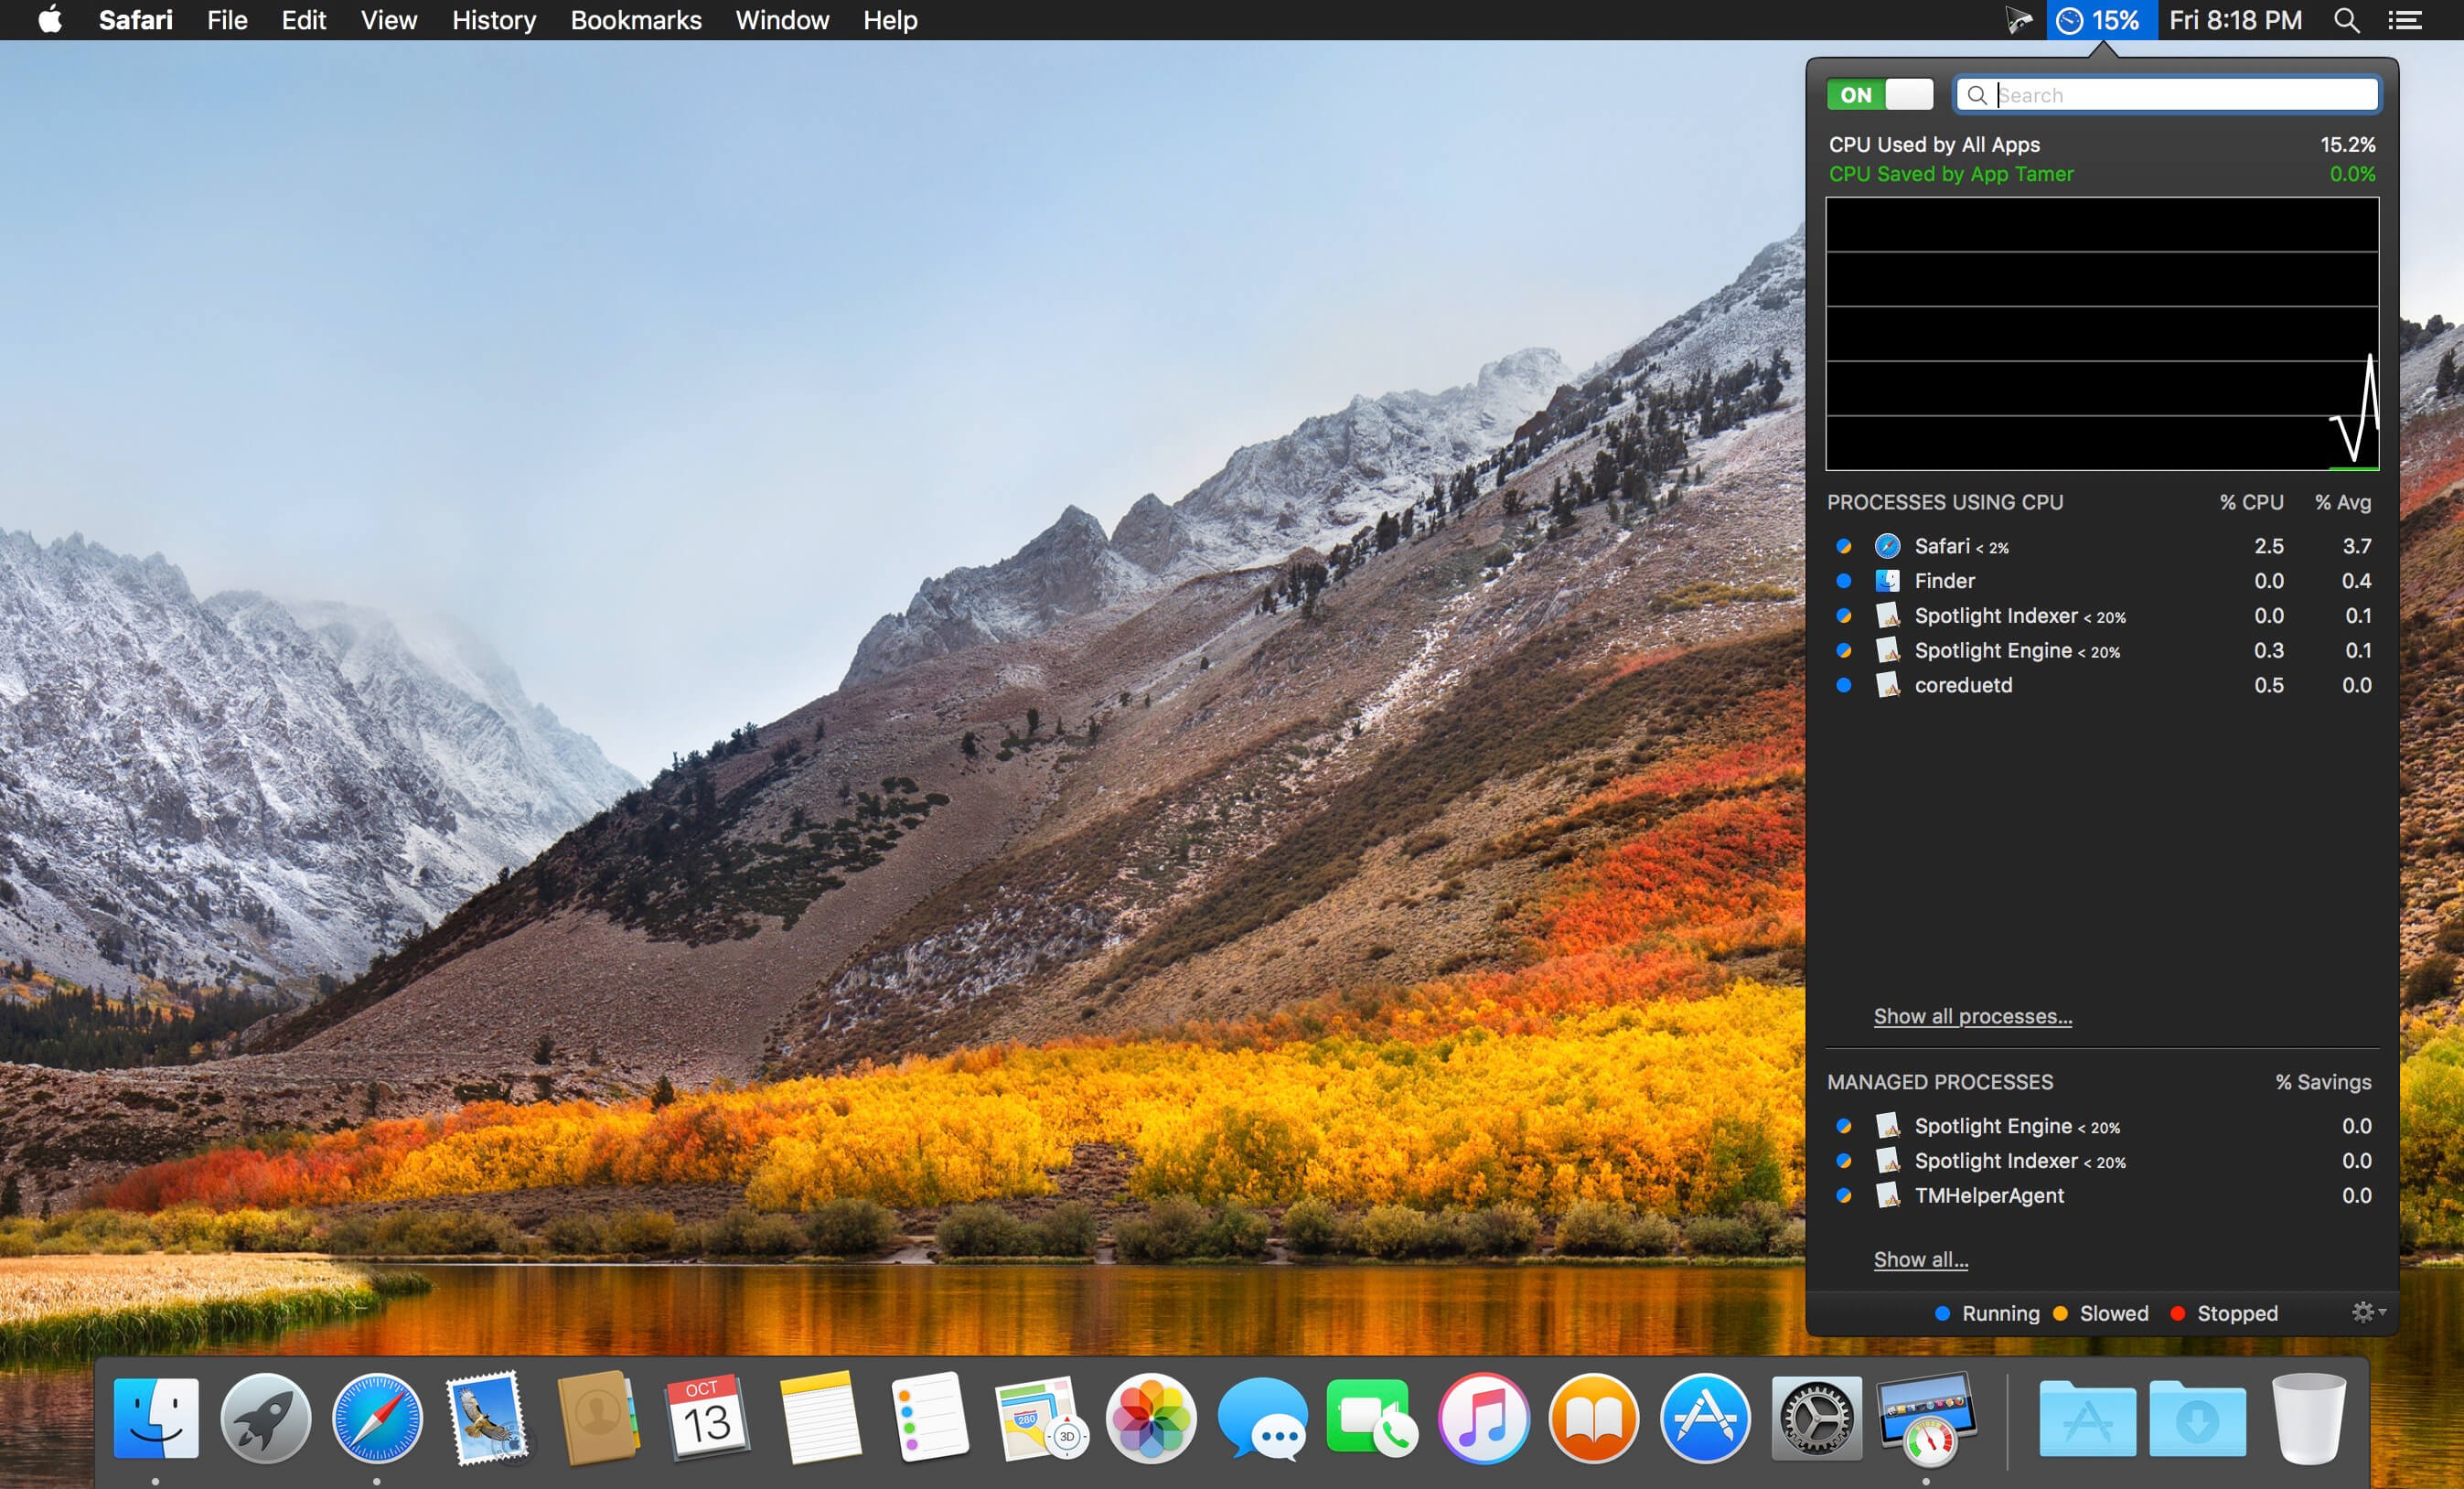 Safari File Edit View History Bookmarks Window Help 15% Fri 8:18 PM
ON Search
CPU Used by All Apps 15.2%
CPU Saved by App Tamer 0.0%
PROCESSES USING CPU % CPU % Avg
Safari < 2% 2.5 3.7
Finder 0.0 0.4
Spotlight Indexer < 20% 0.0 0.1
Spotlight Engine < 20% 0.3 0.1
coreduetd 0.5 0.0
Show all processes...
MANAGED PROCESSES % Savings
Spotlight Engine < 20% 0.0
Spotlight Indexer < 20% 0.0
TMHelperAgent 0.0
Show all...
Running Slowed Stopped
OCT
13
280
3D